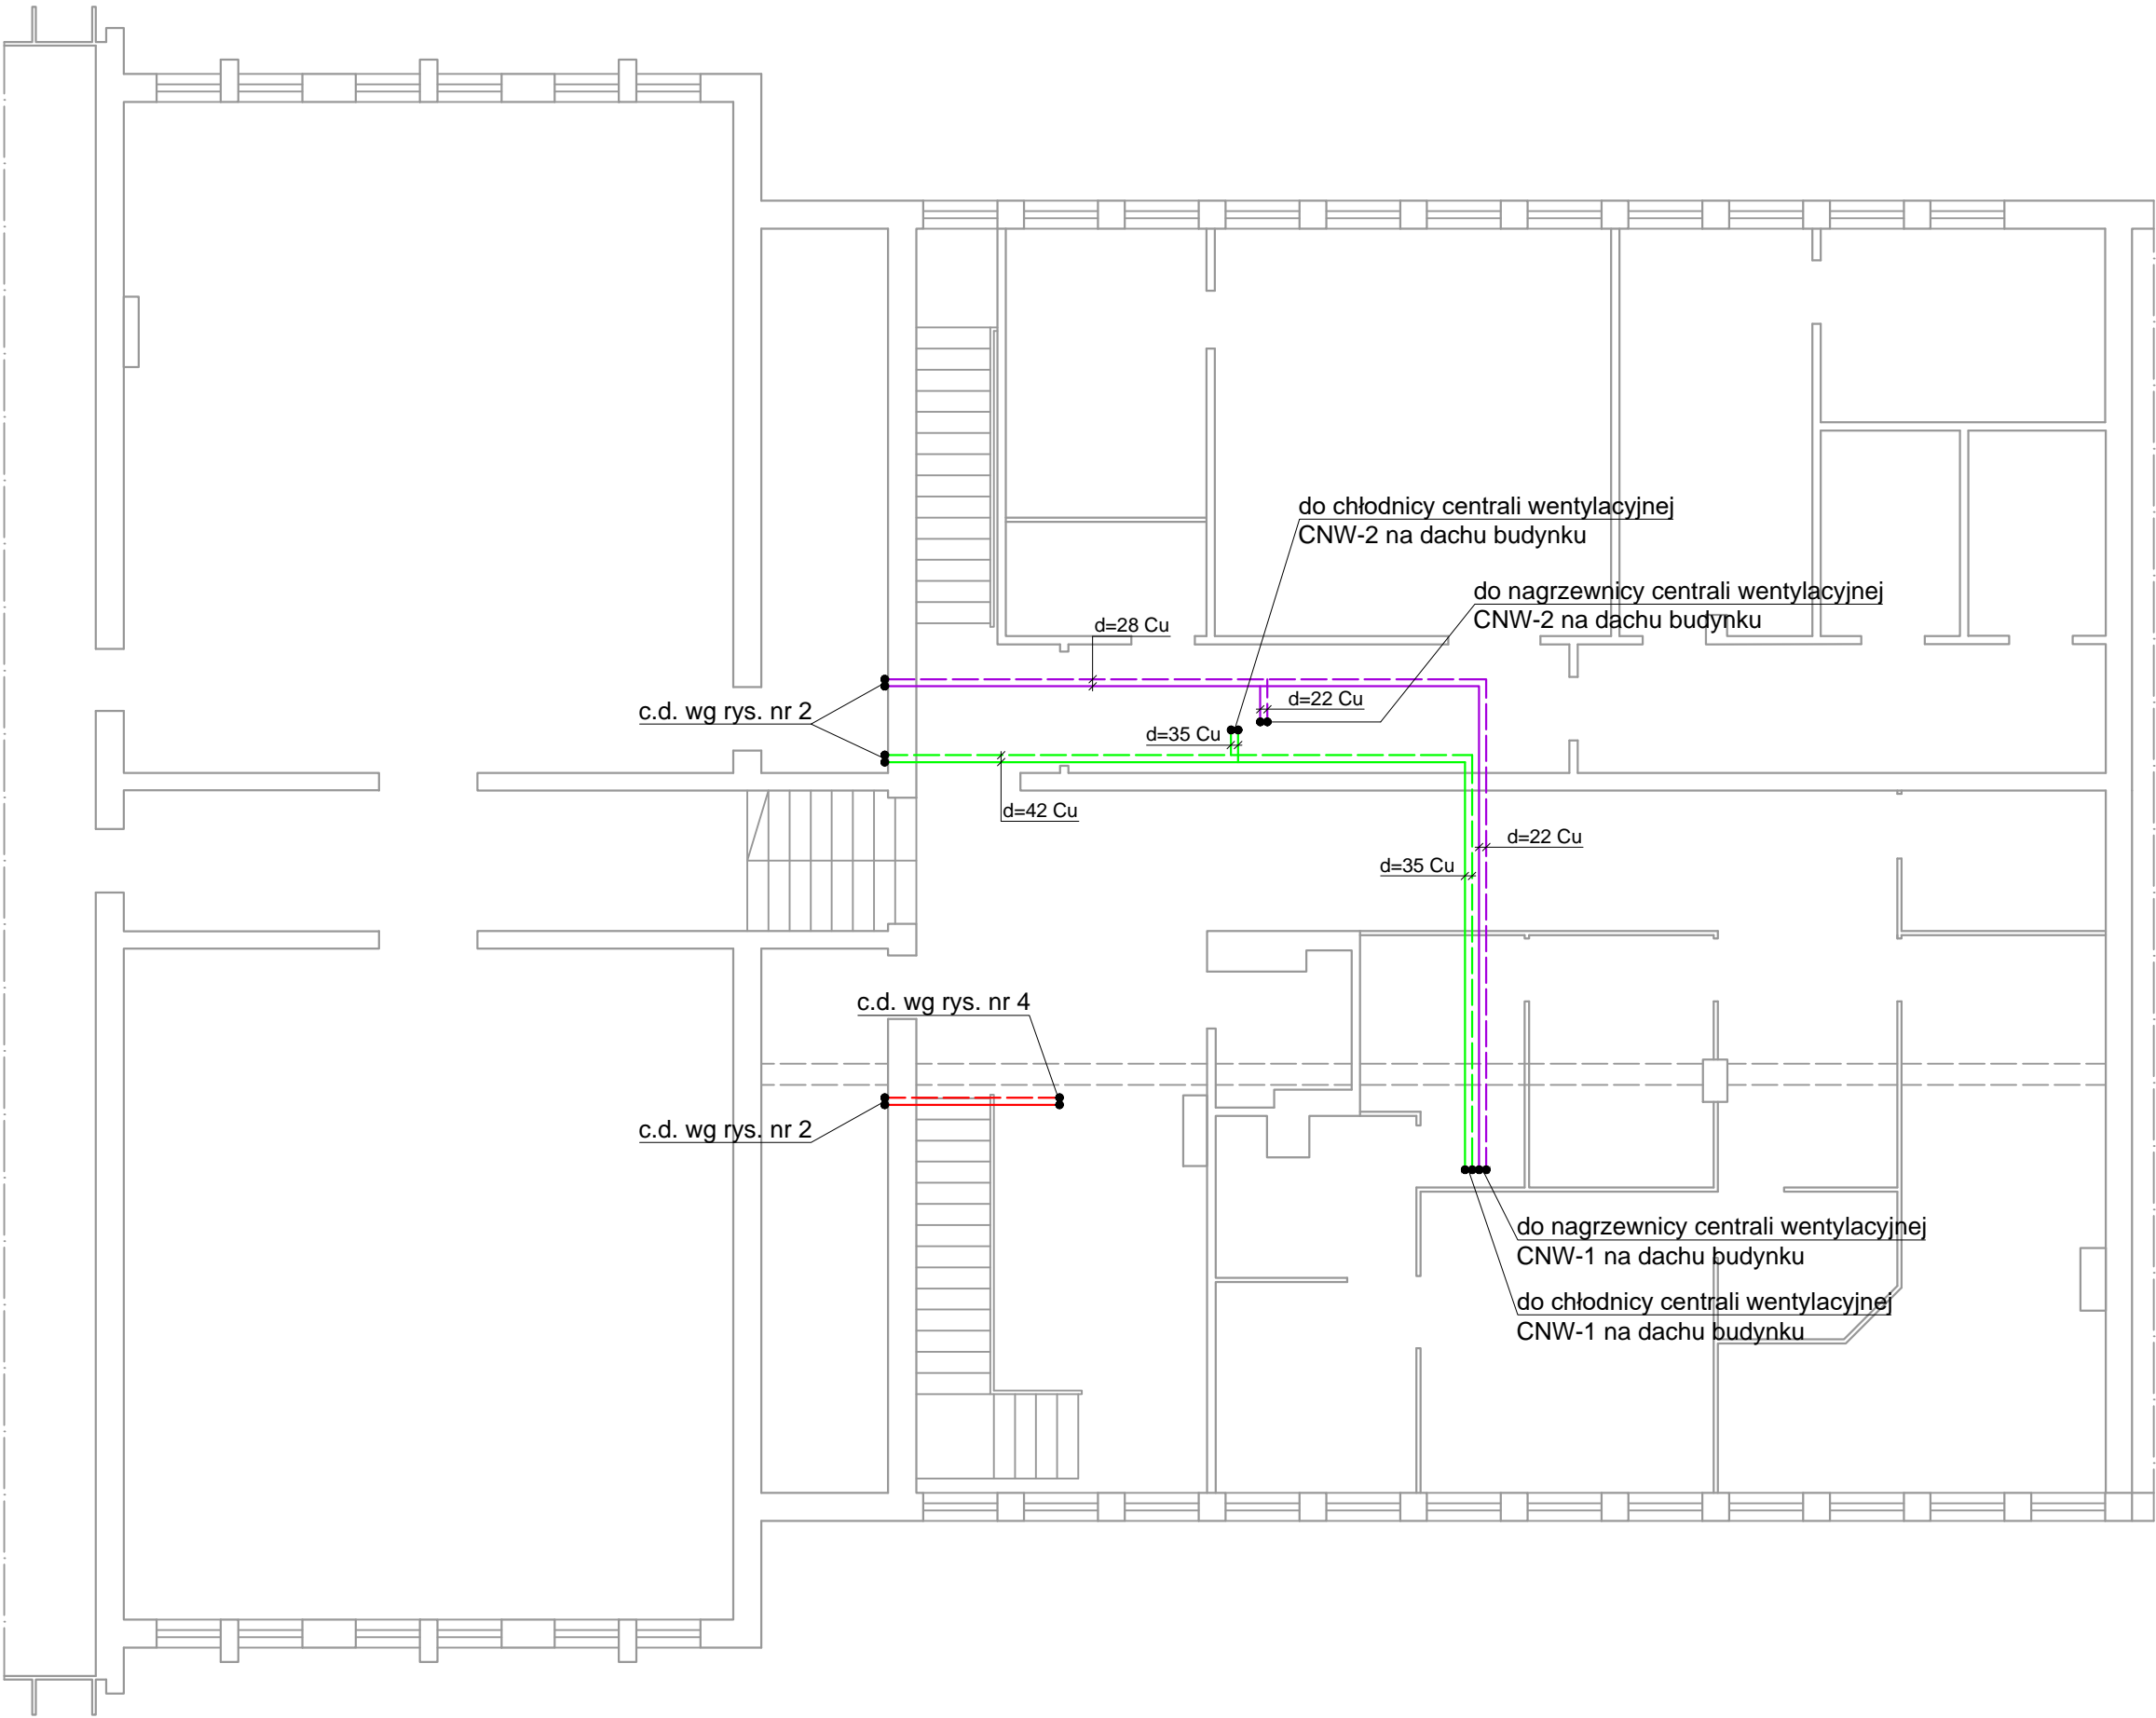 do chłodnicy centrali wentylacyjnej
CNW-2 na dachu budynku
do nagrzewnicy centrali wentylacyjnej
CNW-2 na dachu budynku
d=28 Cu
d=22 Cu
c.d. wg rys. nr 2
d=35 Cu
d=42 Cu
d=22 Cu
d=35 Cu
c.d. wg rys. nr 4
c.d. wg rys. nr 2
do nagrzewnicy centrali wentylacyjnej
CNW-1 na dachu budynku
do chłodnicy centrali wentylacyjnej
CNW-1 na dachu budynku